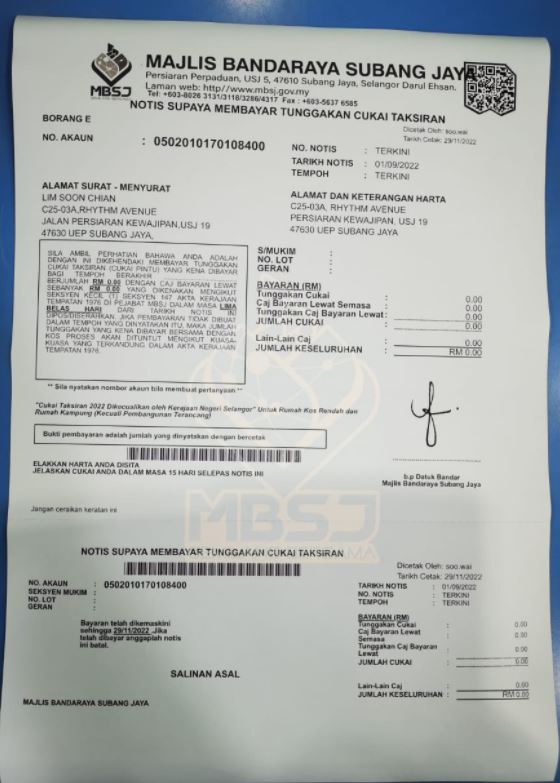 MBSJ
MAJLIS BANDARAYA SUBANG JAYA
Persiaran Perpaduan, USJ 5, 47610 Subang Jaya, Selangor Darul Ehsan.
Laman web: http//www.mbsj.gov.my
Tel: +603-8026 3131/3118/3286/4317 Fax : +603-5637 6585
NOTIS SUPAYA MEMBAYAR TUNGGAKAN CUKAI TAKSIRAN
BORANG E
Dicetak Oleh: soo.wai
Tarikh Cetak: 29/11/2022
NO. AKAUN : 0502010170108400
NO. NOTIS : TERKINI
TARIKH NOTIS : 01/09/2022
TEMPOH : TERKINI
ALAMAT SURAT - MENYURAT
LIM SOON CHIAN
C25-03A, RHYTHM AVENUE
JALAN PERSIARAN KEWAJIPAN, USJ 19
47630 UEP SUBANG JAYA,
ALAMAT DAN KETERANGAN HARTA
C25-03A, RHYTHM AVENUE
PERSIARAN KEWAJIPAN, USJ 19
47630 UEP SUBANG JAYA
SILA AMBIL PERHATIAN BAHAWA ANDA ADALAH
DENGAN INI DIKEHENDAKI MEMBAYAR TUNGGAKAN
CUKAI TAKSIRAN (CUKAI PINTU) YANG KENA DIBAYAR
BAGI TEMPOH BERAKHIR
BERJUMLAH RM 0.00 DENGAN CAJ BAYARAN LEWAT
SEBANYAK RM 0.00 YANG DIKENAKAN MENGIKUT
SEKSYEN KECIL (1) SEKSYEN 147 AKTA KERAJAAN
TEMPATAN 1976 DI PEJABAT MBSJ DALAM MASA LIMA
BELAS HARI DARI TARIKH NOTIS INI
DIPOS/DISERAHKAN. JIKA PEMBAYARAN TIDAK DIBUAT
DALAM TEMPOH YANG DINYATAKAN ITU, MAKA JUMLAH
TUNGGAKAN YANG KENA DIBAYAR BERSAMA DENGAN
KOS PROSES AKAN DITUNTUT MENGIKUT KUASA-
KUASA YANG TERKANDUNG DALAM AKTA KERAJAAN
TEMPATAN 1976.
S/MUKIM :
NO. LOT :
GERAN :
BAYARAN (RM)
Tunggakan Cukai : 0.00
Caj Bayaran Lewat Semasa : 0.00
Tunggakan Caj Bayaran Lewat : 0.00
JUMLAH CUKAI : 0.00
Lain-Lain Caj : 0.00
JUMLAH KESELURUHAN : RM 0.00
** Sila nyatakan nombor akaun bila membuat pertanyaan **
"Cukai Taksiran 2022 Dikecualikan oleh Kerajaan Negeri Selangor" Untuk Rumah Kos Rendah dan
Rumah Kampung (Kecuali Pembangunan Terancang)
Bukti pembayaran adalah jumlah yang dinyatakan dengan bercetak
ELAKKAN HARTA ANDA DISITA
JELASKAN CUKAI ANDA DALAM MASA 15 HARI SELEPAS NOTIS INI
b.p Datuk Bandar
Majlis Bandaraya Subang Jaya
MBSJ
Jangan ceraikan keratan ini
NOTIS SUPAYA MEMBAYAR TUNGGAKAN CUKAI TAKSIRAN
Dicetak Oleh: soo.wai
Tarikh Cetak: 29/11/2022
NO. AKAUN : 0502010170108400
SEKSYEN MUKIM :
NO. LOT :
GERAN :
TARIKH NOTIS : 01/09/2022
NO. NOTIS : TERKINI
TEMPOH : TERKINI
Bayaran telah dikemaskini
sehingga 29/11/2022. Jika
telah dibayar anggaplah notis
ini batal.
BAYARAN (RM)
Tunggakan Cukai : 0.00
Caj Bayaran Lewat
Semasa : 0.00
Tunggakan Caj Bayaran
Lewat : 0.00
JUMLAH CUKAI : 0.00
SALINAN ASAL
Lain-Lain Caj : 0.00
JUMLAH KESELURUHAN : RM 0.00
MAJLIS BANDARAYA SUBANG JAYA